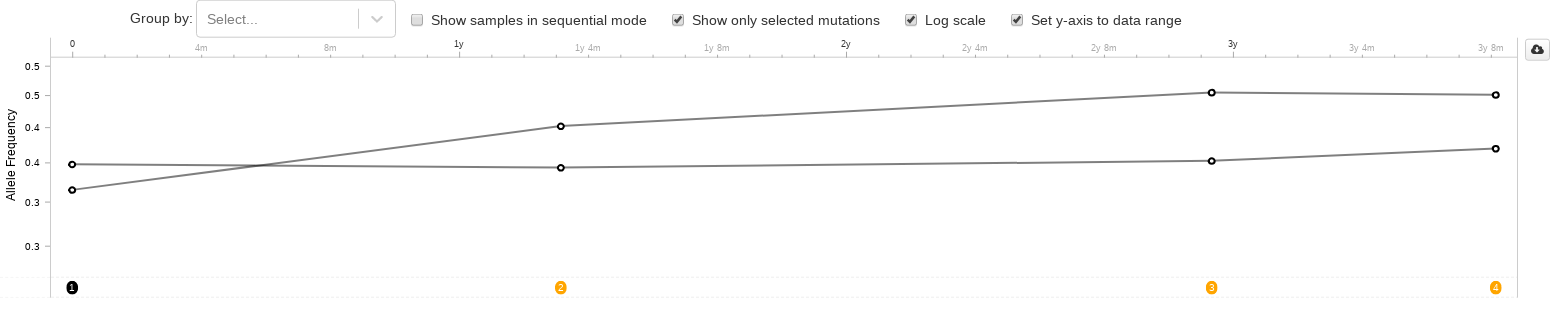 Group by: Select... Show samples in sequential mode Show only selected mutations Log scale Set y-axis to data range
0 4m 8m 1y 1y 4m 1y 8m 2y 2y 4m 2y 8m 3y 3y 4m 3y 8m
0.5
0.5
0.4
0.4
0.3
0.3
Allele Frequency
1 2 3 4